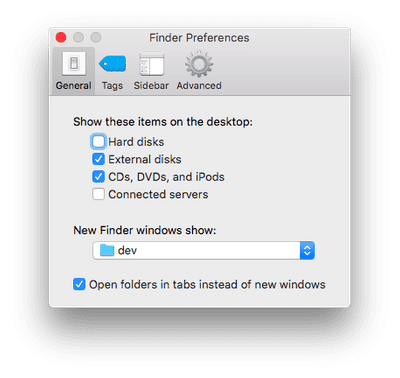 Finder Preferences
General Tags Sidebar Advanced
Show these items on the desktop:
Hard disks
External disks
CDs, DVDs, and iPods
Connected servers
New Finder windows show:
dev
Open folders in tabs instead of new windows